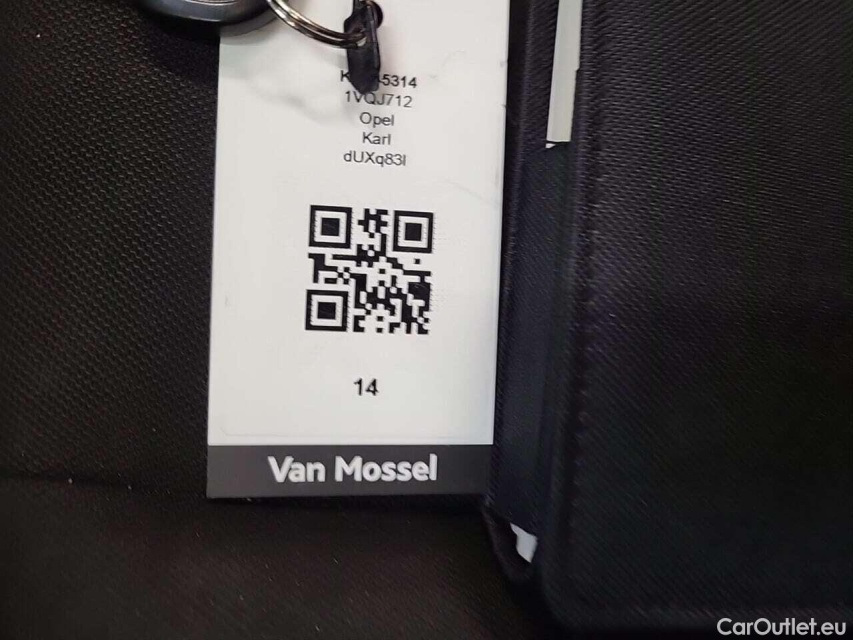 1VQJ712
Opel
Karl
dUXq83l
14
Van Mossel
CarOutlet.eu